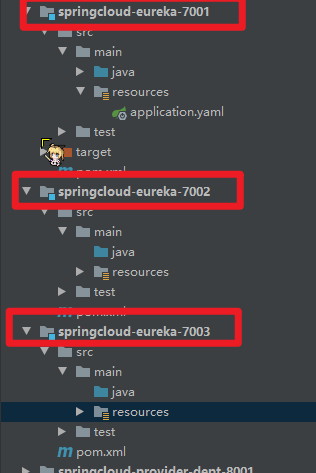 springcloud-eureka-7001
src
main
java
resources
application.yaml
test
target
pom.xml
springcloud-eureka-7002
src
main
java
resources
test
pom.xml
springcloud-eureka-7003
src
main
java
resources
test
pom.xml
springcloud-provider-dept-8001